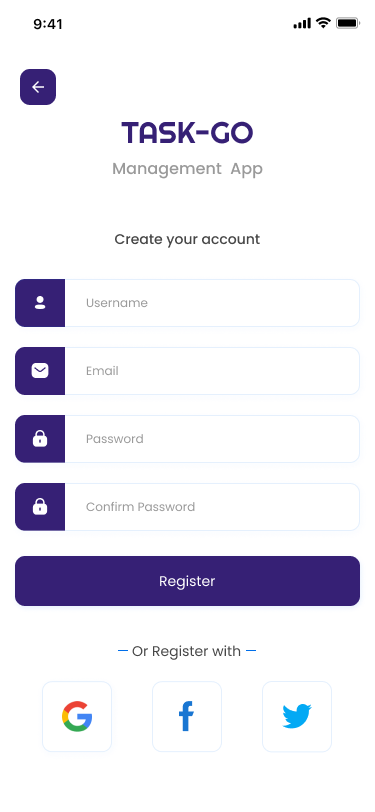 9:41
TASK-GO
Management App
Create your account
Username
Email
Password
Confirm Password
Register
Or Register with